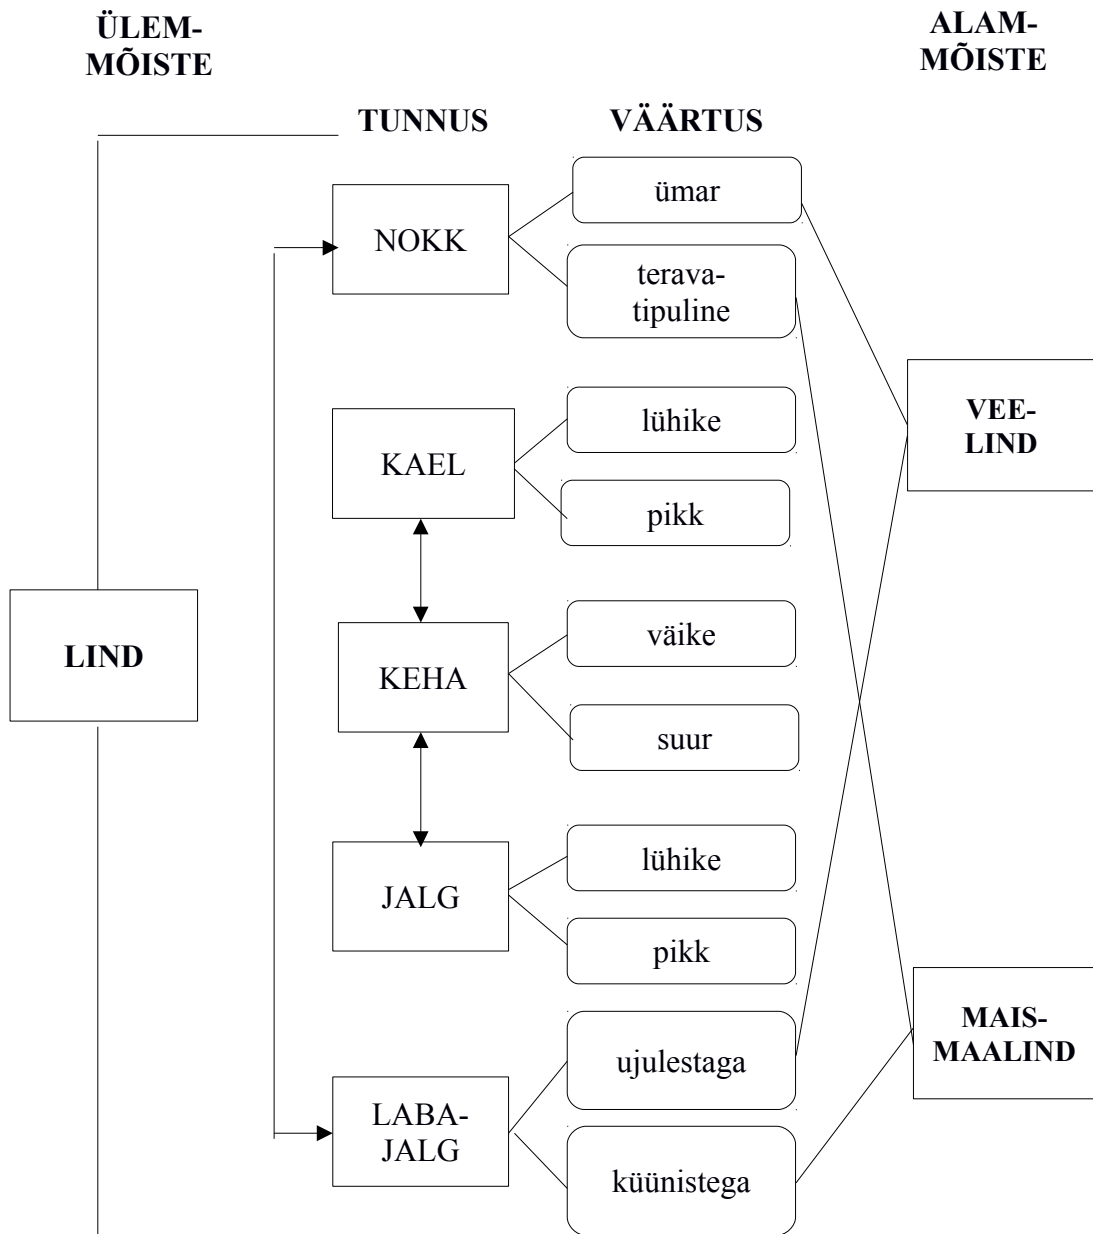 ÜLEM-
MÕISTE
ALAM-
MÕISTE
TUNNUS
VÄÄRTUS
NOKK
ümar
terava-
tipuline
KAEL
lühike
pikk
VEE-
LIND
LIND
KEHA
väike
suur
JALG
lühike
pikk
LABA-
JALG
ujulestaga
küünistega
MAIS-
MAALIND